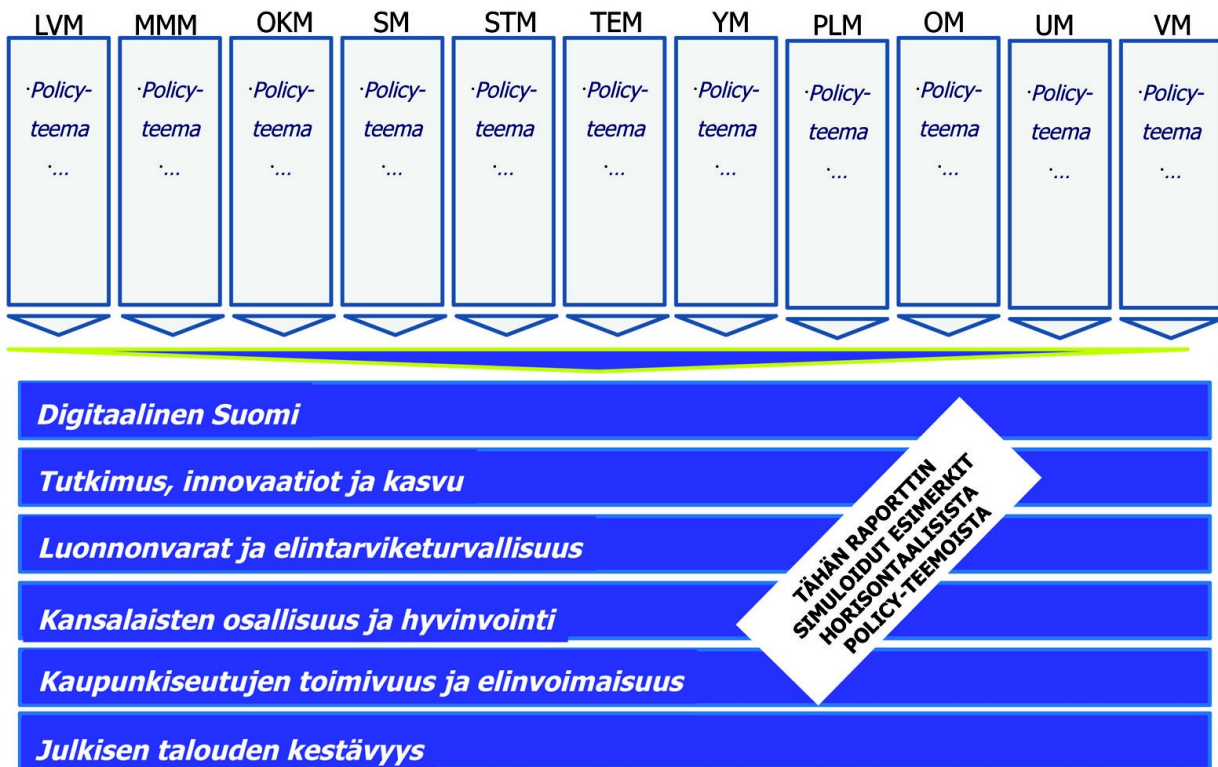 LVM MMM OKM SM STM TEM YM PLM OM UM VM
·Policy- ·Policy- ·Policy- ·Policy- ·Policy- ·Policy- ·Policy- ·Policy- ·Policy- ·Policy- ·Policy-
teema teema teema teema teema teema teema teema teema teema teema
·... ·... ·... ·... ·... ·... ·... ·... ·... ·... ·...
Digitaalinen Suomi
Tutkimus, innovaatiot ja kasvu
Luonnonvarat ja elintarviketurvallisuus
Kansalaisten osallisuus ja hyvinvointi
Kaupunkiseutujen toimivuus ja elinvoimaisuus
Julkisen talouden kestävyys
TÄHÄN RAPORTTIN
SIMULOIDUT ESIMERKIT
HORISONTAALISISTA
POLICY-TEEMOISTA